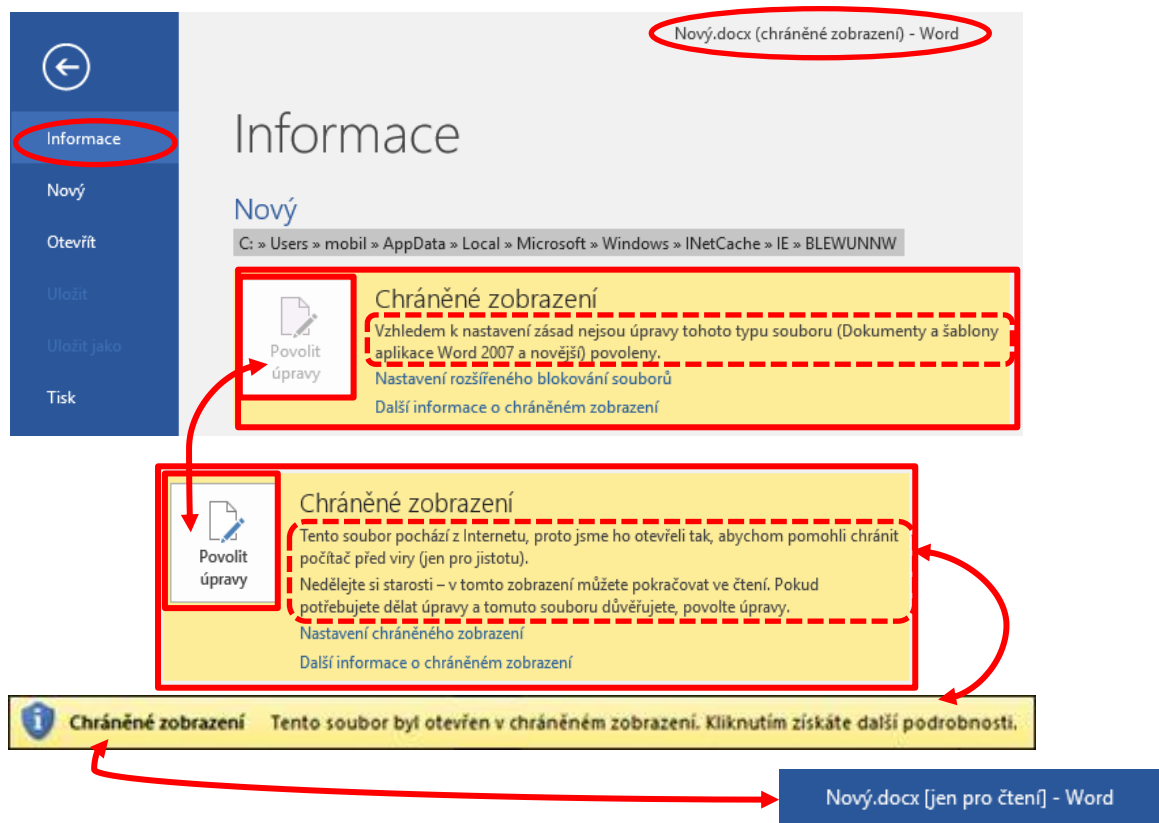 Nový.docx (chráněné zobrazení) - Word
Informace
Nový
Otevřít
Uložit
Uložit jako
Tisk
Informace
Nový
C: » Users » mobil » AppData » Local » Microsoft » Windows » INetCache » IE » BLEWUNNW
Povolit
úpravy
Chráněné zobrazení
Vzhledem k nastavení zásad nejsou úpravy tohoto typu souboru (Dokumenty a šablony
aplikace Word 2007 a novější) povoleny.
Nastavení rozšířeného blokování souborů
Další informace o chráněném zobrazení
Povolit
úpravy
Chráněné zobrazení
Tento soubor pochází z Internetu, proto jsme ho otevřeli tak, abychom pomohli chránit
počítač před viry (jen pro jistotu).
Nedělejte si starosti – v tomto zobrazení můžete pokračovat ve čtení. Pokud
potřebujete dělat úpravy a tomuto souboru důvěřujete, povolte úpravy.
Nastavení chráněného zobrazení
Další informace o chráněném zobrazení
Chráněné zobrazení Tento soubor byl otevřen v chráněném zobrazení. Kliknutím získáte další podrobnosti.
Nový.docx [jen pro čtení] - Word